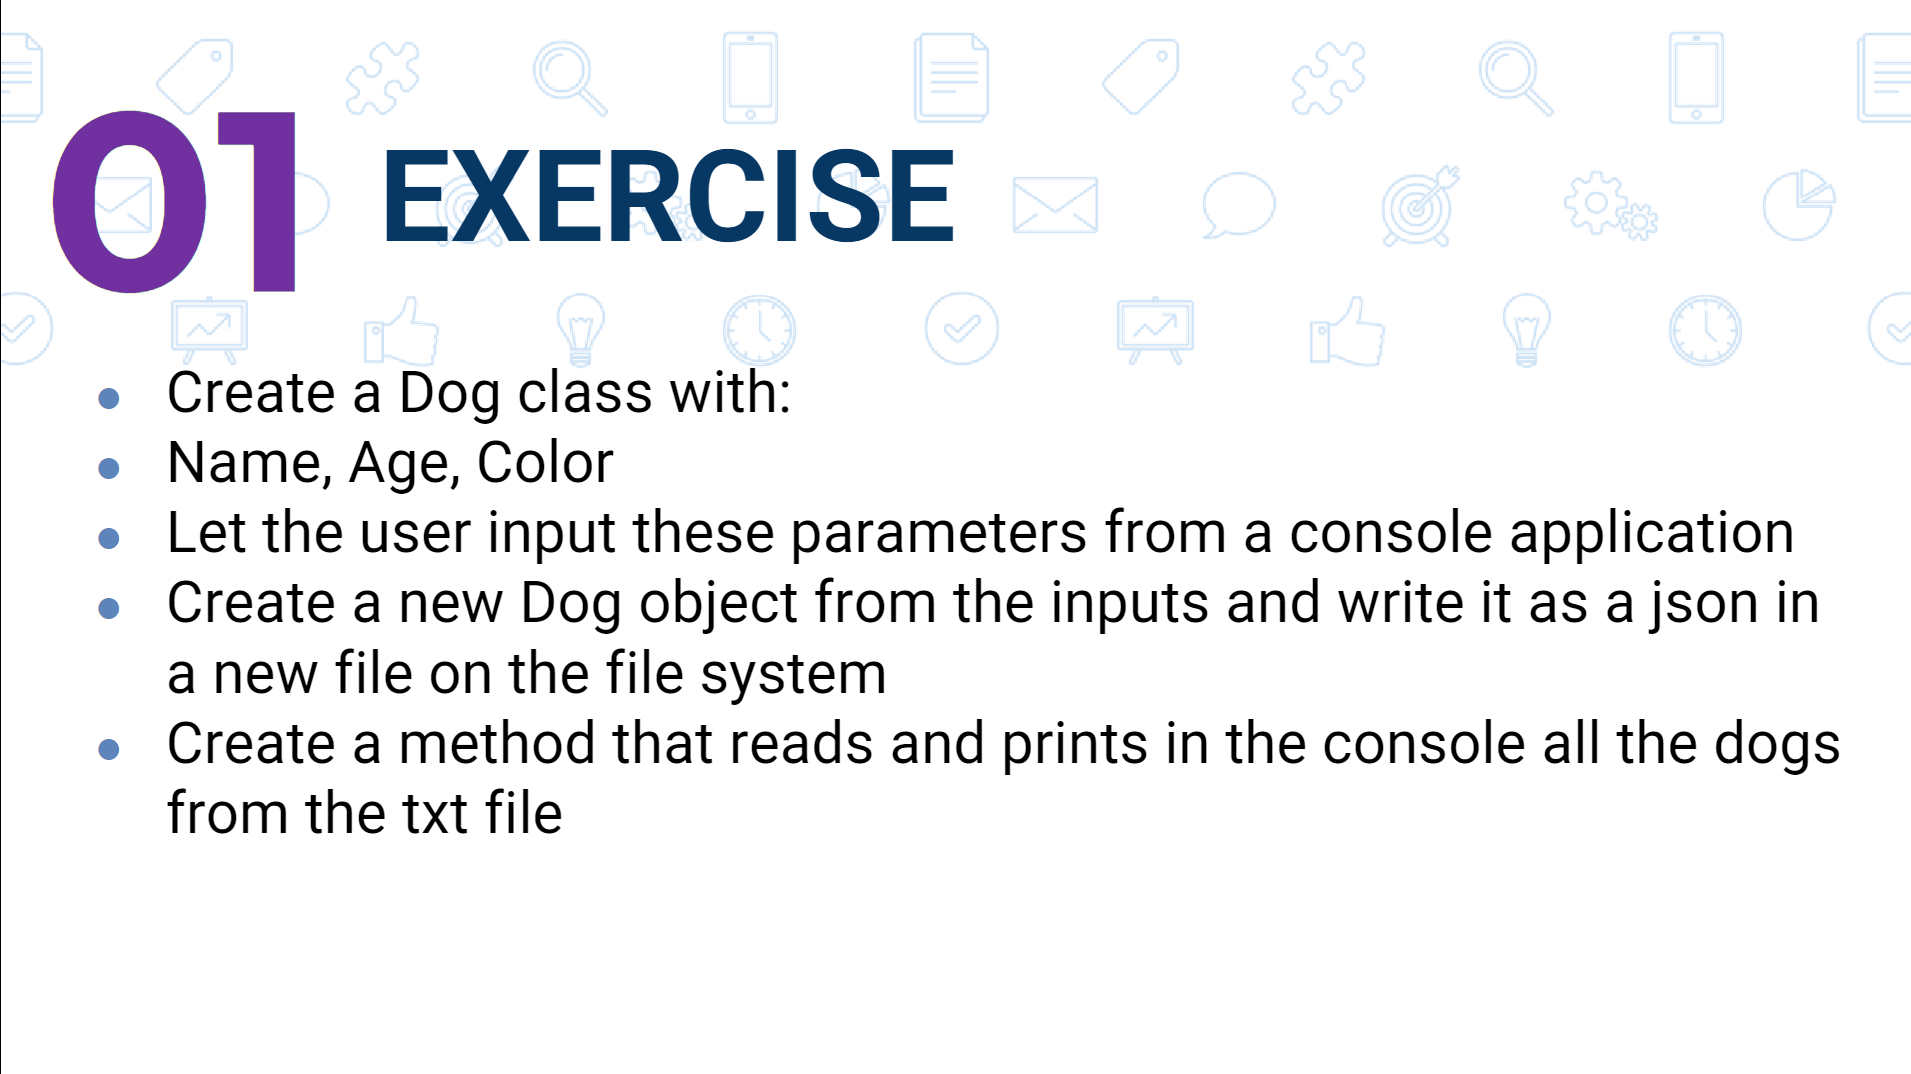 01 EXERCISE
● Create a Dog class with:
● Name, Age, Color
● Let the user input these parameters from a console application
● Create a new Dog object from the inputs and write it as a json in
a new file on the file system
● Create a method that reads and prints in the console all the dogs
from the txt file